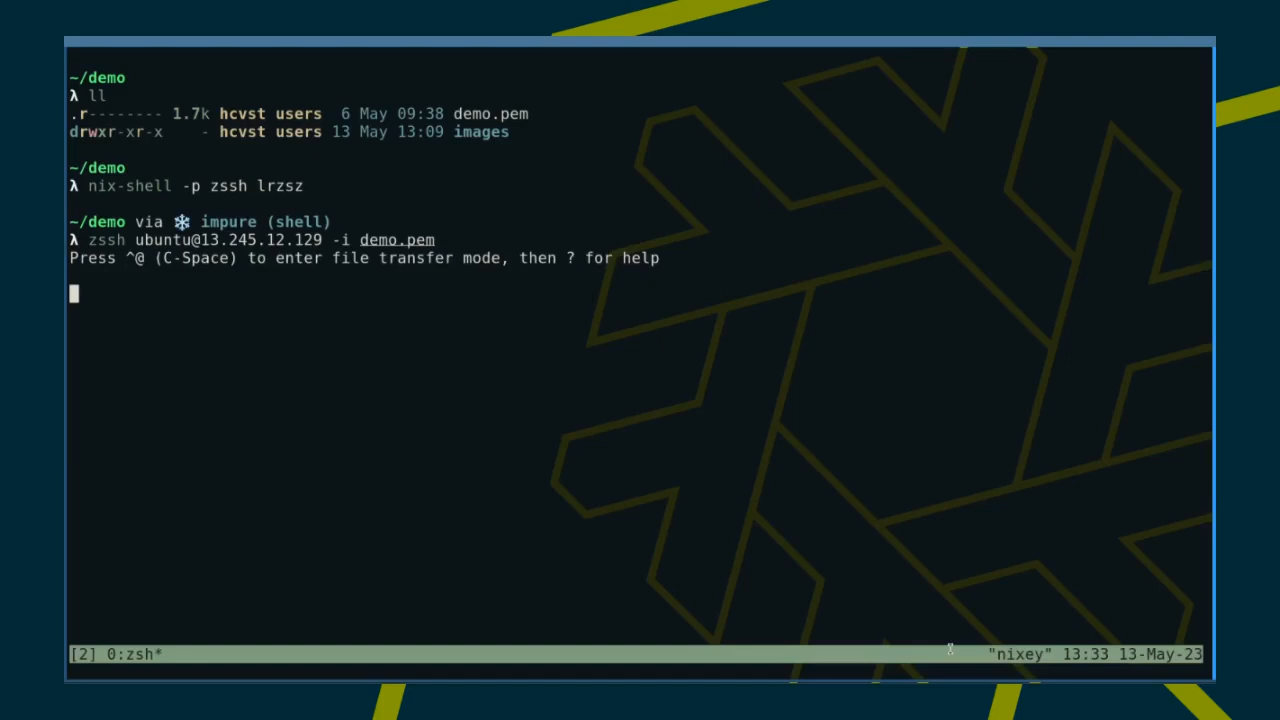 ~/demo
λ ll
.r-------- 1.7k hcvst users  6 May 09:38 demo.pem
drwxr-xr-x    - hcvst users 13 May 13:09 images
~/demo
λ nix-shell -p zssh lrzsz
~/demo via ❄️ impure (shell)
λ zssh ubuntu@13.245.12.129 -i demo.pem
Press ^@ (C-Space) to enter file transfer mode, then ? for help
[2] 0:zsh* "nixey" 13:33 13-May-23